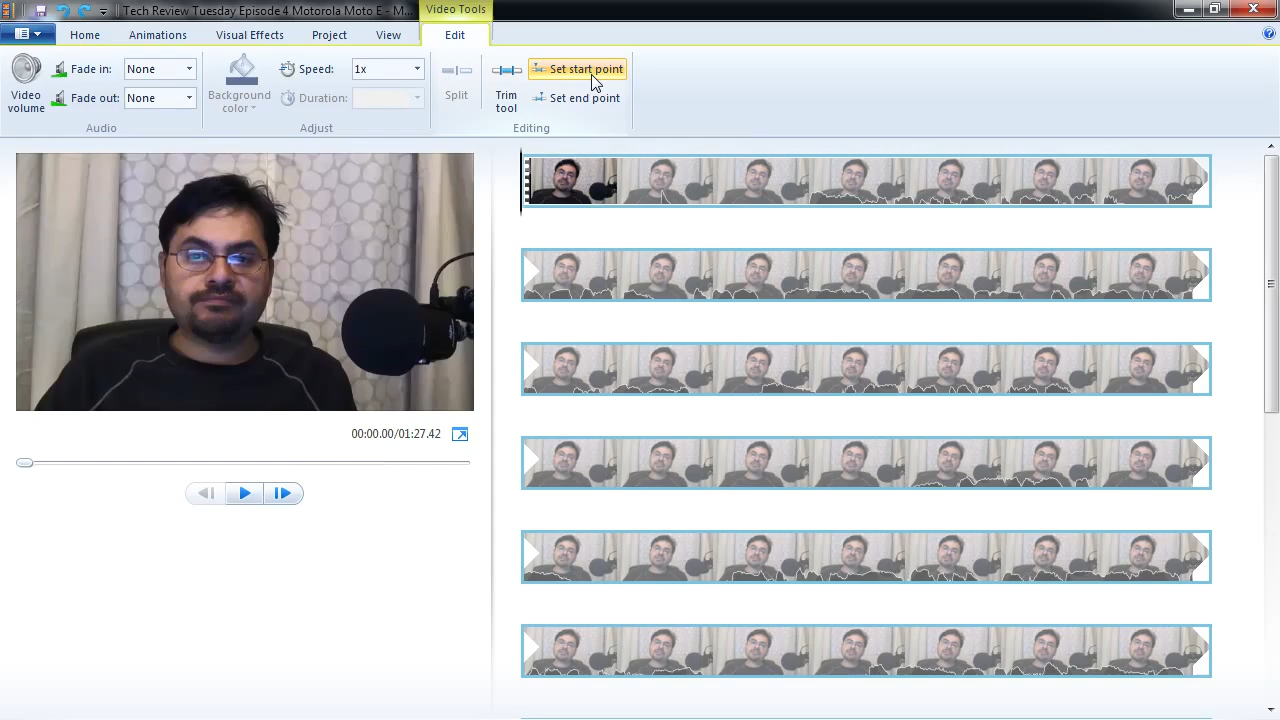 Tech Review Tuesday Episode 4 Motorola Moto E - M...
Video Tools
Home
Animations
Visual Effects
Project
View
Edit
Video volume
Fade in:
None
Fade out:
None
Audio
Background color
Speed:
1x
Duration:
Adjust
Split
Trim tool
Set start point
Set end point
Editing
00:00.00/01:27.42